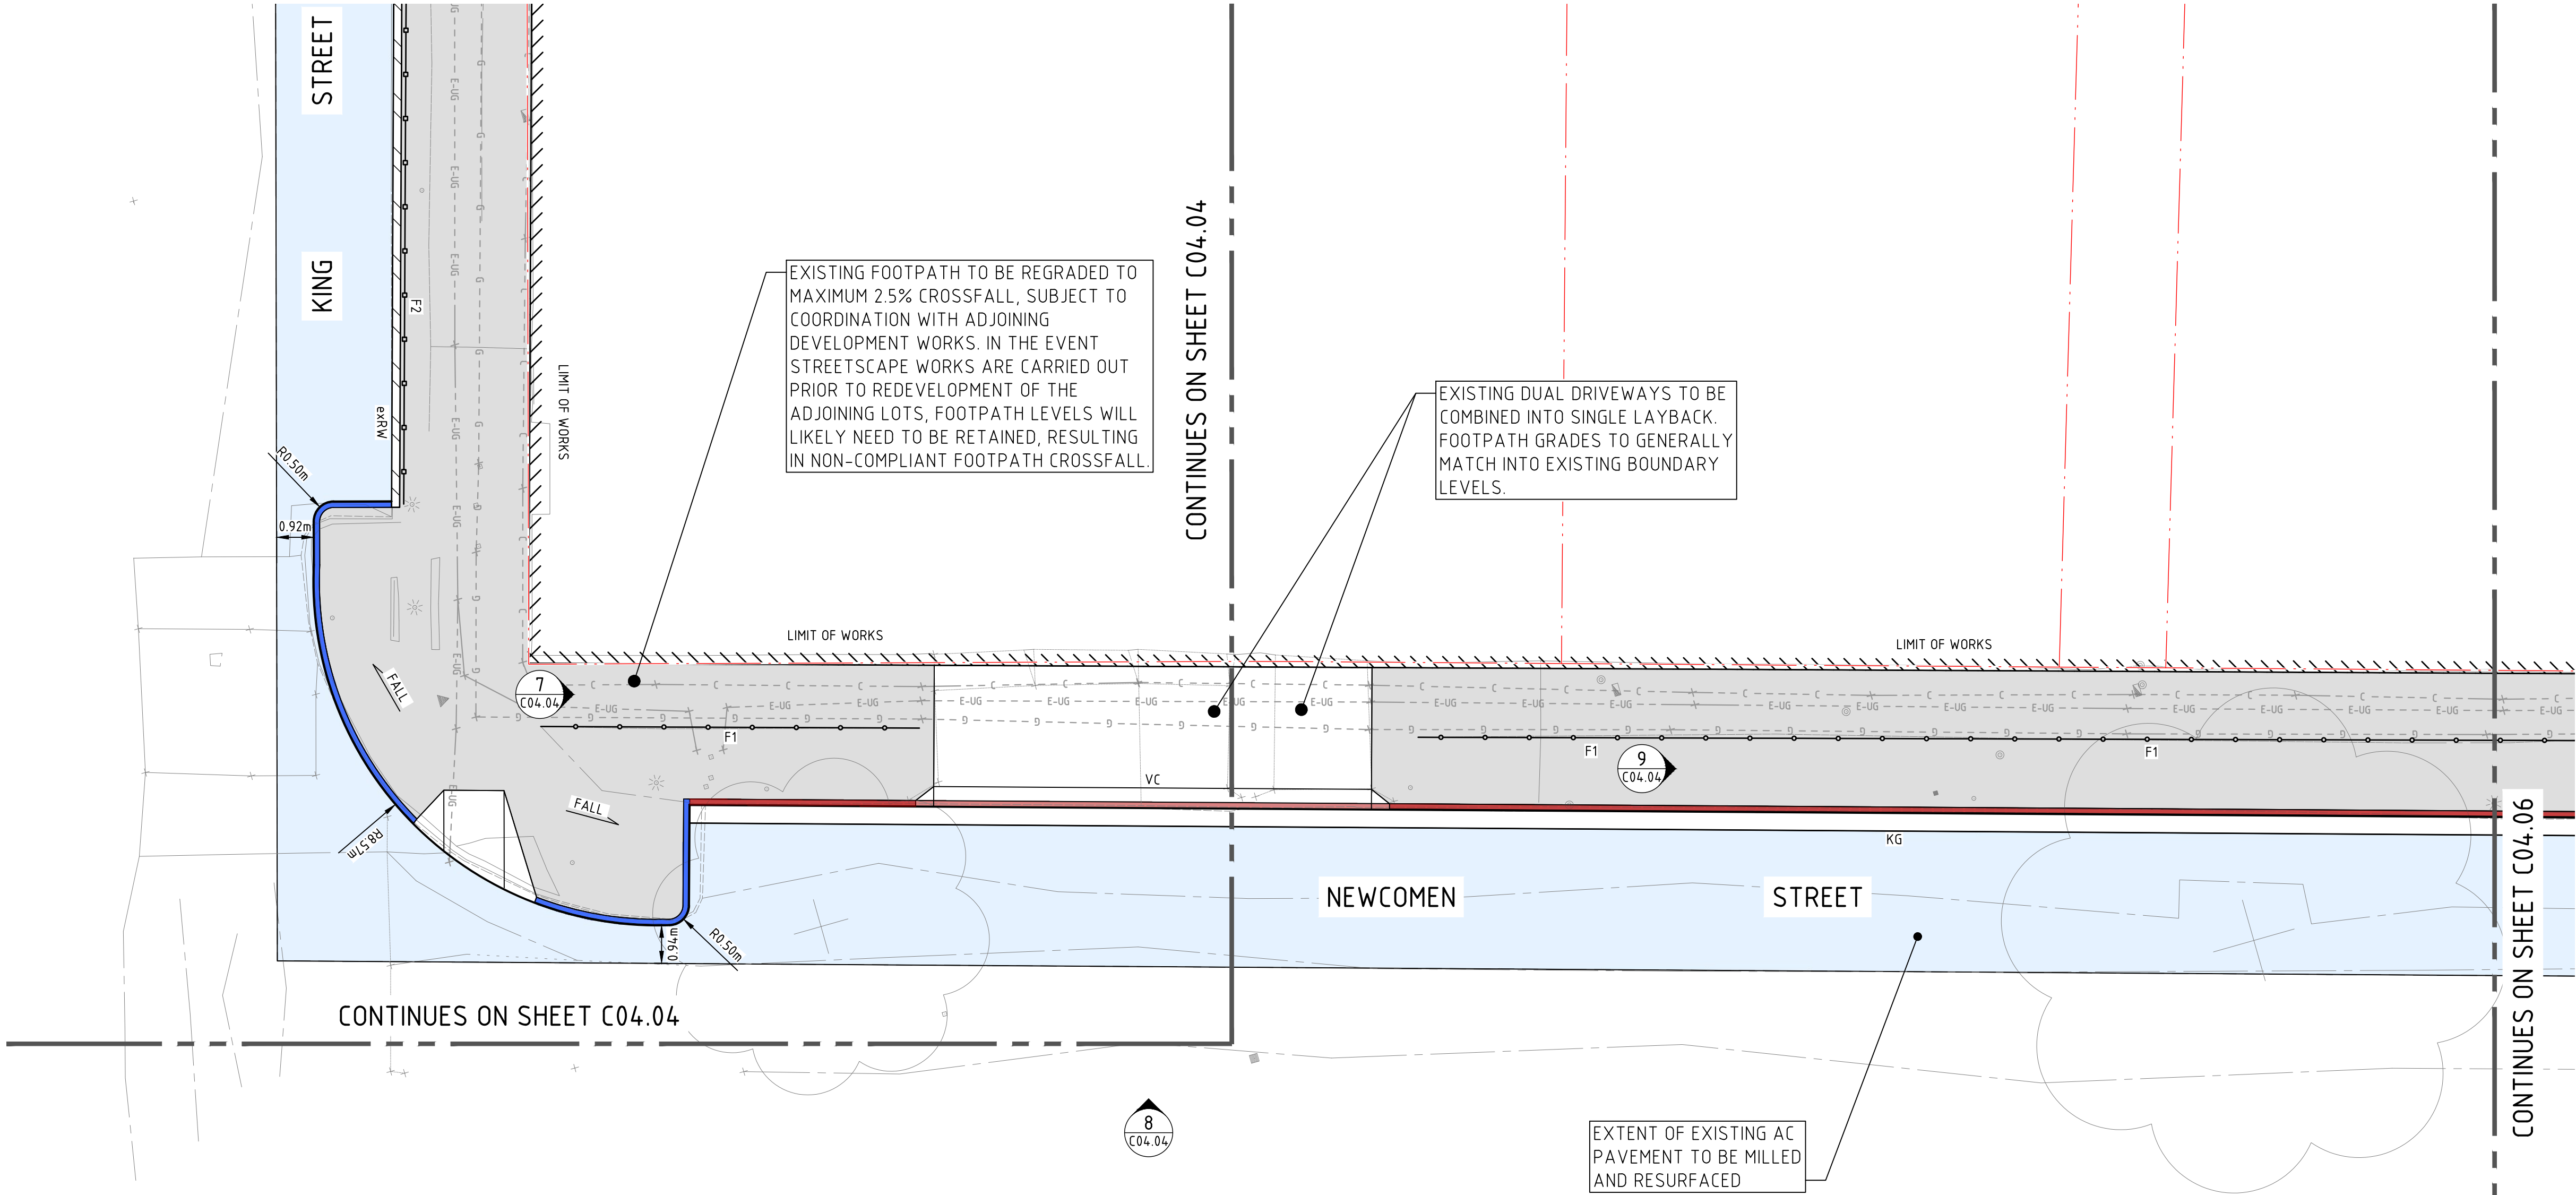 KING STREET
F2
exRW
LIMIT OF WORKS
R0.50m
0.92m
EXISTING FOOTPATH TO BE REGRADED TO
MAXIMUM 2.5% CROSSFALL, SUBJECT TO
COORDINATION WITH ADJOINING
DEVELOPMENT WORKS. IN THE EVENT
STREETSCAPE WORKS ARE CARRIED OUT
PRIOR TO REDEVELOPMENT OF THE
ADJOINING LOTS, FOOTPATH LEVELS WILL
LIKELY NEED TO BE RETAINED, RESULTING
IN NON-COMPLIANT FOOTPATH CROSSFALL.
CONTINUES ON SHEET C04.04
EXISTING DUAL DRIVEWAYS TO BE
COMBINED INTO SINGLE LAYBACK.
FOOTPATH GRADES TO GENERALLY
MATCH INTO EXISTING BOUNDARY
LEVELS.
LIMIT OF WORKS
LIMIT OF WORKS
7
C04.04
FALL
E-UG
F1
F1
F1
9
C04.04
VC
FALL
R8.57m
KG
NEWCOMEN STREET
0.94m
R0.50m
CONTINUES ON SHEET C04.04
CONTINUES ON SHEET C04.06
8
C04.04
EXTENT OF EXISTING AC
PAVEMENT TO BE MILLED
AND RESURFACED